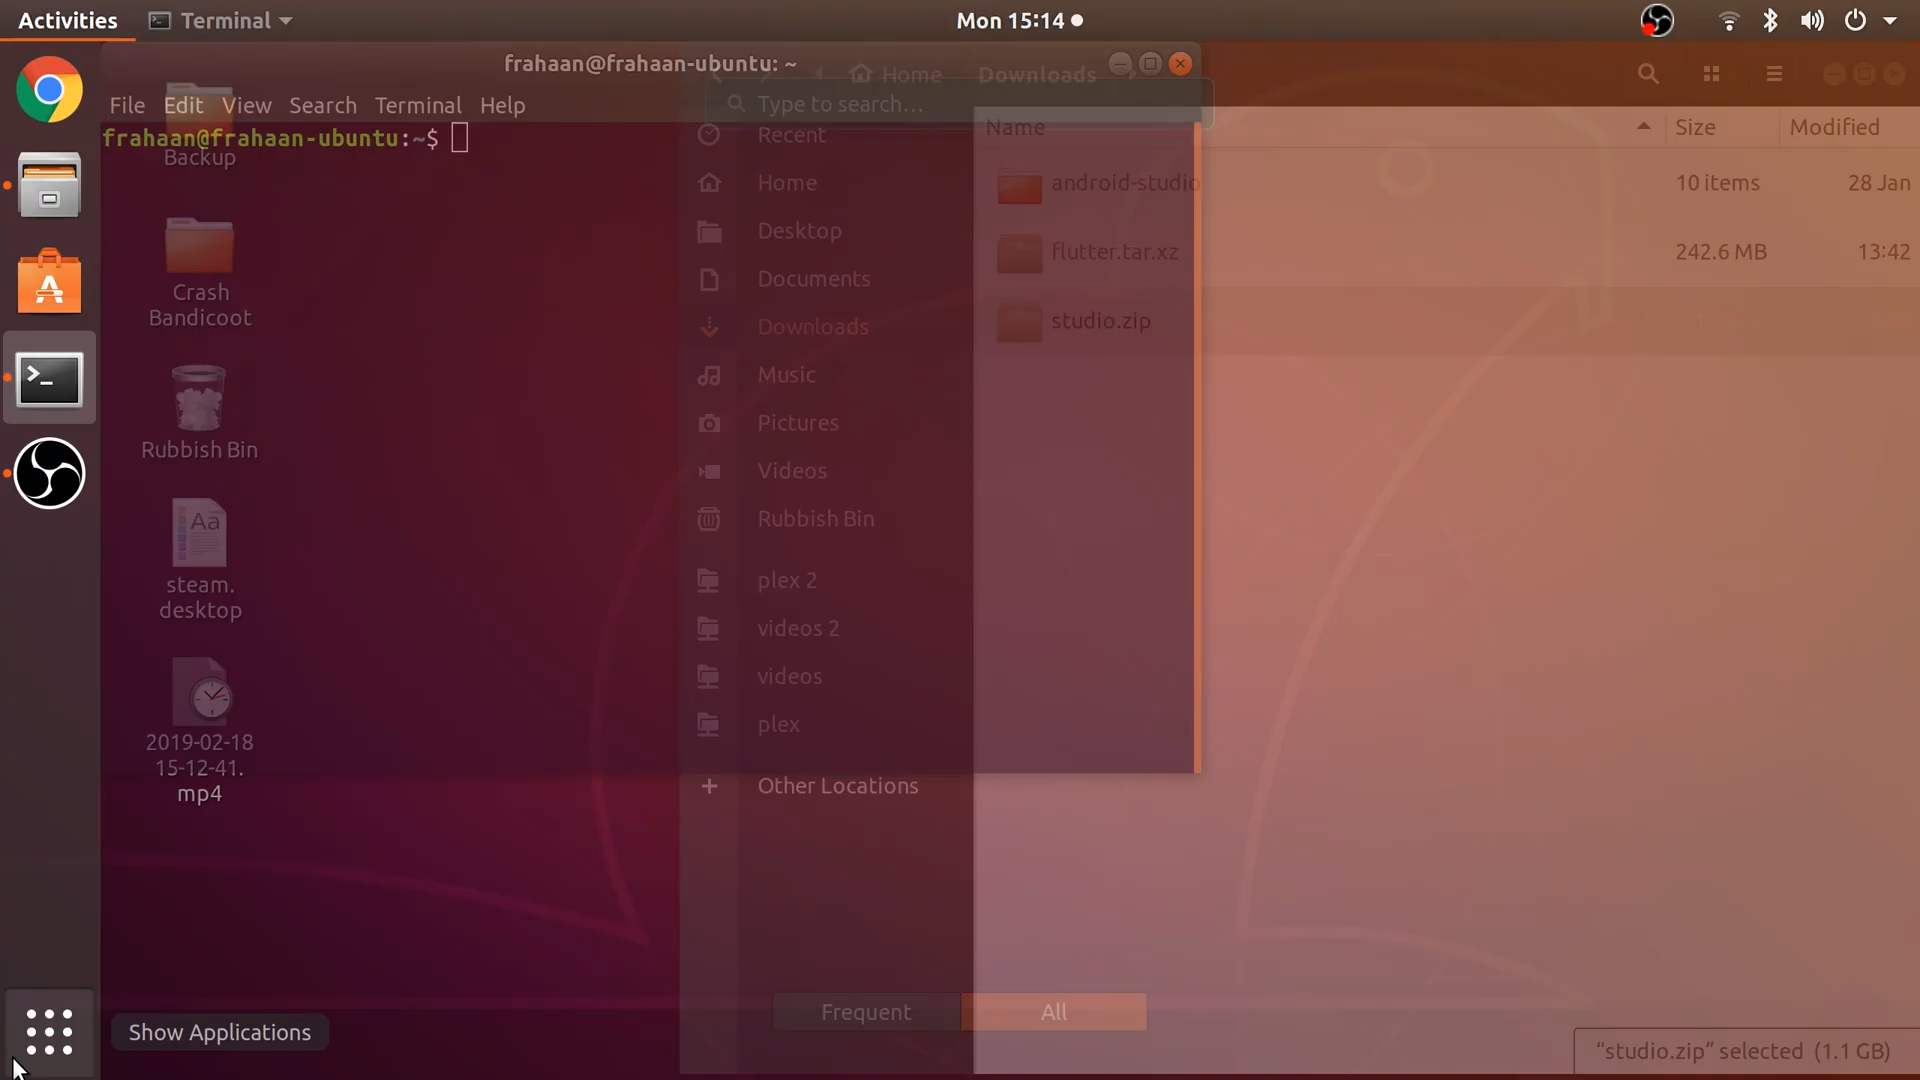 Activities
Terminal
Mon 15:14
frahaan@frahaan-ubuntu: ~
Home
Downloads
File Edit View Search Terminal Help
Type to search...
frahaan@frahaan-ubuntu:~$
Backup
Crash
Bandicoot
Rubbish Bin
steam.
desktop
2019-02-18
15-12-41.
mp4
Recent
Home
Desktop
Documents
Downloads
Music
Pictures
Videos
Rubbish Bin
plex 2
videos 2
videos
plex
Other Locations
Name Size Modified
android-studio 10 items 28 Jan
flutter.tar.xz 242.6 MB 13:42
studio.zip
Frequent
All
Show Applications
“studio.zip” selected (1.1 GB)